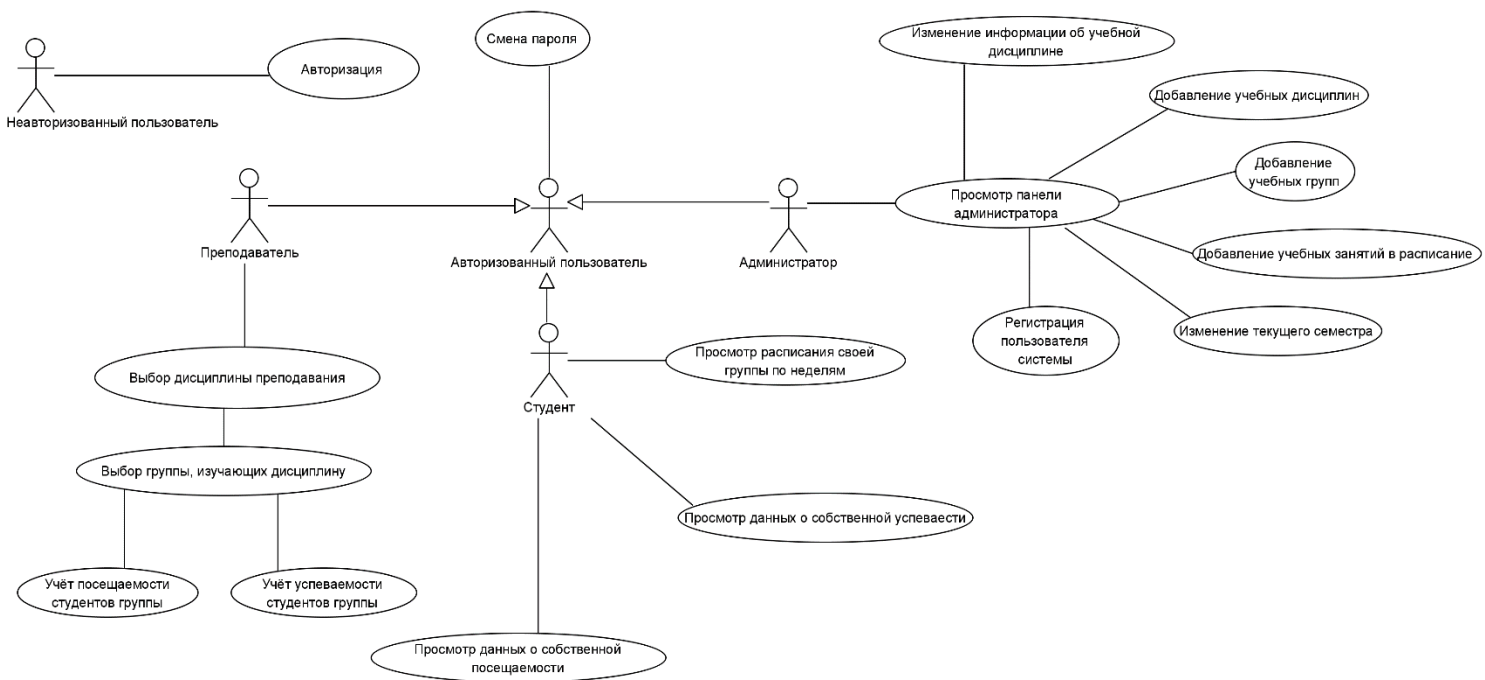 Смена пароля
Изменение информации об учебной
дисциплине
Авторизация
Неавторизованный пользователь
Добавление учебных дисциплин
Добавление
учебных групп
Просмотр панели
администратора
Преподаватель
Авторизованный пользователь
Администратор
Добавление учебных занятий в расписание
Регистрация
пользователя
системы
Изменение текущего семестра
Просмотр расписания своей
группы по неделям
Выбор дисциплины преподавания
Студент
Выбор группы, изучающих дисциплину
Просмотр данных о собственной успеваести
Учёт посещаемости
студентов группы
Учёт успеваемости
студентов группы
Просмотр данных о собственной
посещаемости